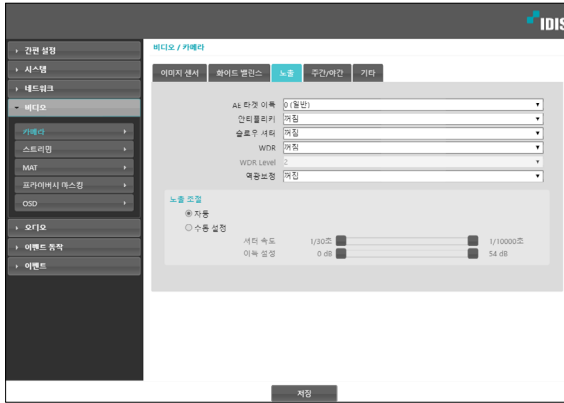 IDIS
비디오 / 카메라
간편 설정
시스템
네트워크
비디오
카메라
스트리밍
MAT
프라이버시 마스킹
OSD
오디오
이벤트 동작
이벤트
이미지 센서 화이트 밸런스 노출 주간/야간 기타
AE 타겟 이득 0 (일반)
안티플리커 꺼짐
슬로우 셔터 꺼짐
WDR 꺼짐
WDR Level 2
역광보정 꺼짐
노출 조절
자동
수동 설정
셔터 속도 1/30초 1/10000초
이득 설정 0 dB 54 dB
저장